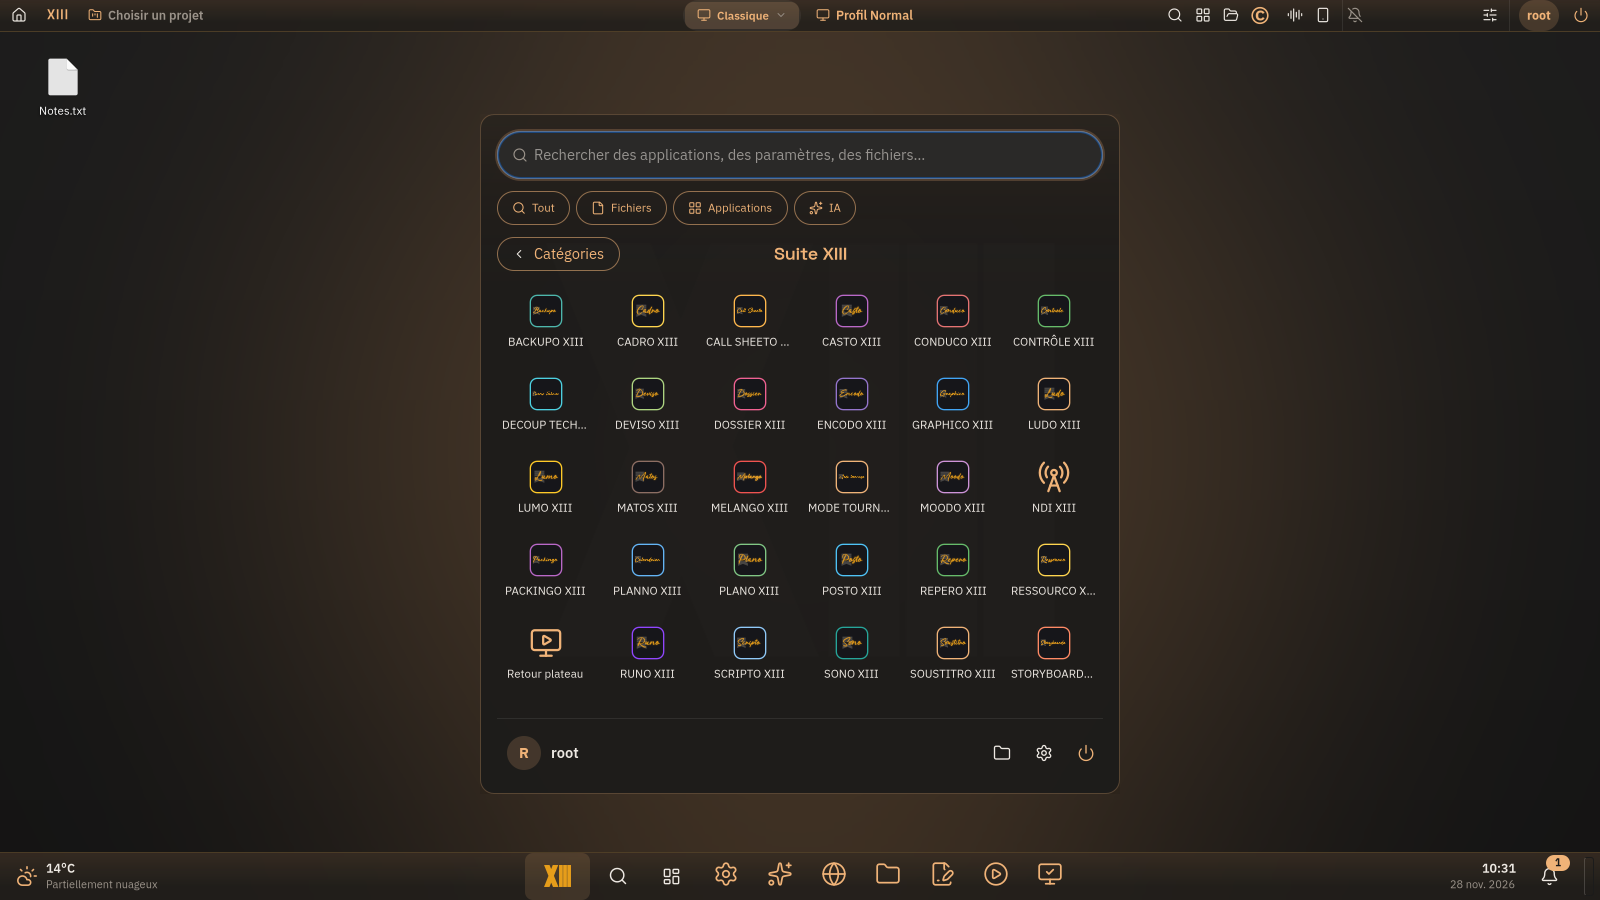 XIII
Choisir un projet
Classique
Profil Normal
root
Notes.txt
Rechercher des applications, des paramètres, des fichiers...
Tout
Fichiers
Applications
IA
Catégories
Suite XIII
BACKUPO XIII
CADRO XIII
CALL SHEETO ...
CASTO XIII
CONDUCO XIII
CONTRÔLE XIII
DECOUP TECH...
DEVISO XIII
DOSSIER XIII
ENCODO XIII
GRAPHICO XIII
LUDO XIII
LUMO XIII
MATOS XIII
MELANGO XIII
MODE TOURN...
MOODO XIII
NDI XIII
PACKINGO XIII
PLANNO XIII
PLANO XIII
POSTO XIII
REPERO XIII
RESSOURCO X...
Retour plateau
RUNO XIII
SCRIPTO XIII
SONO XIII
SOUSTITRO XIII
STORYBOARD...
R
root
14°C
Partiellement nuageux
XIII
10:31
28 nov. 2026
1